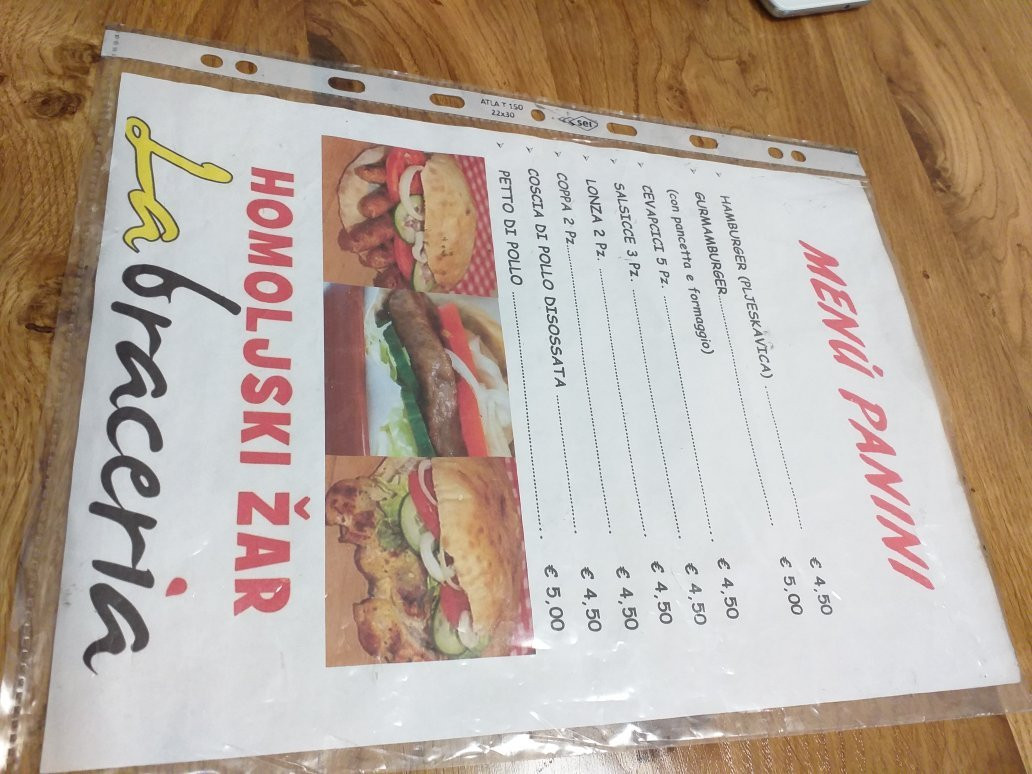 MENÙ PANINI
HAMBURGER (PLJESKAVICA) .......................... € 4,50
GURMAMBURGER.......................................... € 5,00
(con pancetta e formaggio)
CEVAPCICI 5 Pz. .......................................... € 4,50
SALSICCE 3 Pz. .......................................... € 4,50
LONZA 2 Pz. .......................................... € 4,50
COPPA 2 Pz.......................................... € 4,50
COSCIA DI POLLO DISOSSATA .......................... € 4,50
PETTO DI POLLO .......................................... € 5,00
HOMOLJSKI ŽAR
La braceria
ATLA T 150
22x30
sei